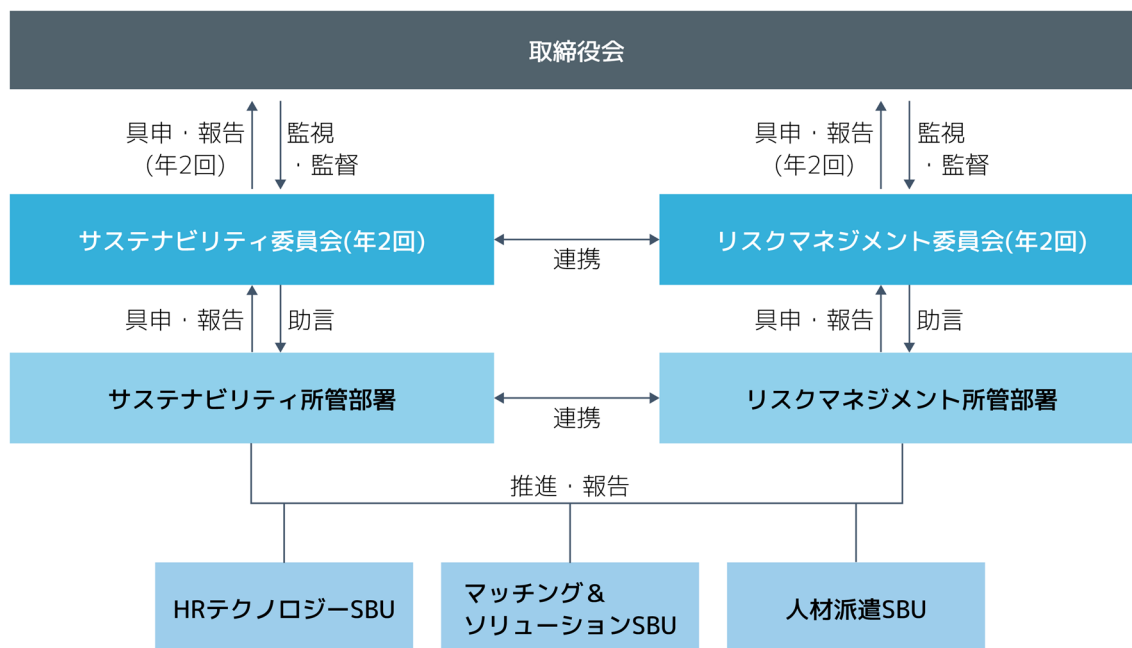 取締役会
具申・報告
(年2回)
監視
・監督
具申・報告
(年2回)
監視
・監督
サステナビリティ委員会(年2回)
連携
リスクマネジメント委員会(年2回)
具申・報告
助言
具申・報告
助言
サステナビリティ所管部署
連携
リスクマネジメント所管部署
推進・報告
HRテクノロジーSBU
マッチング＆
ソリューションSBU
人材派遣SBU